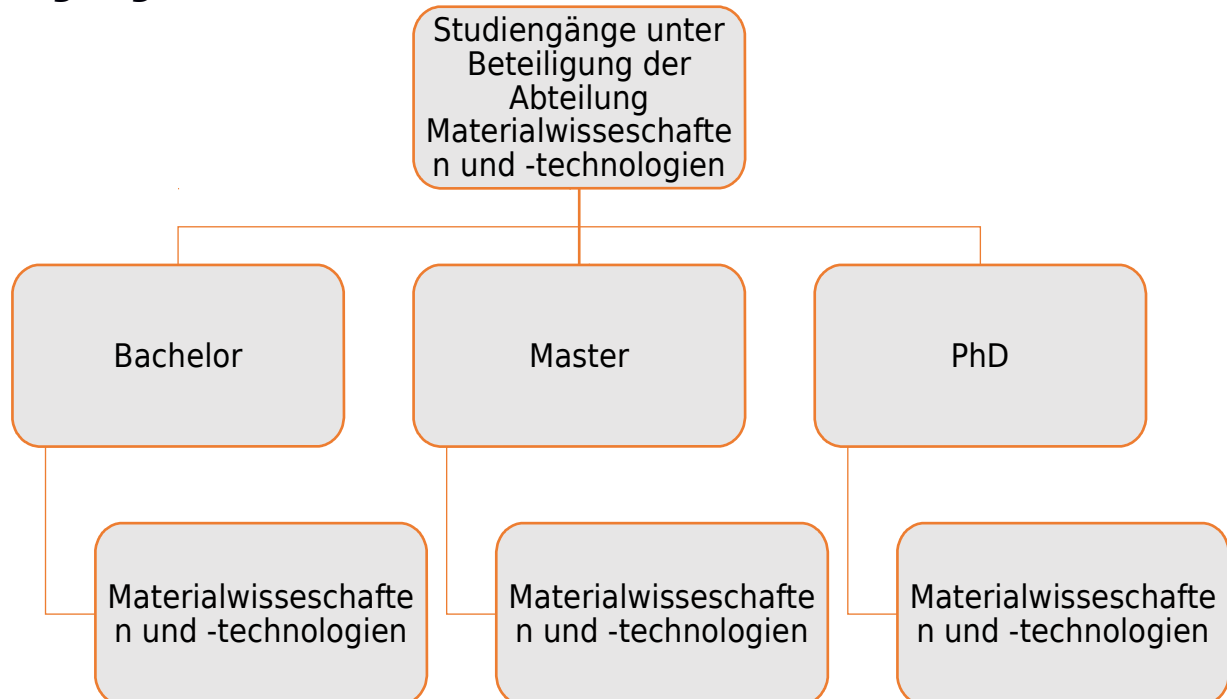 Studiengänge unter
Beteiligung der
Abteilung
Materialwisseschafte
n und -technologien
Bachelor
Master
PhD
Materialwisseschafte
n und -technologien
Materialwisseschafte
n und -technologien
Materialwisseschafte
n und -technologien